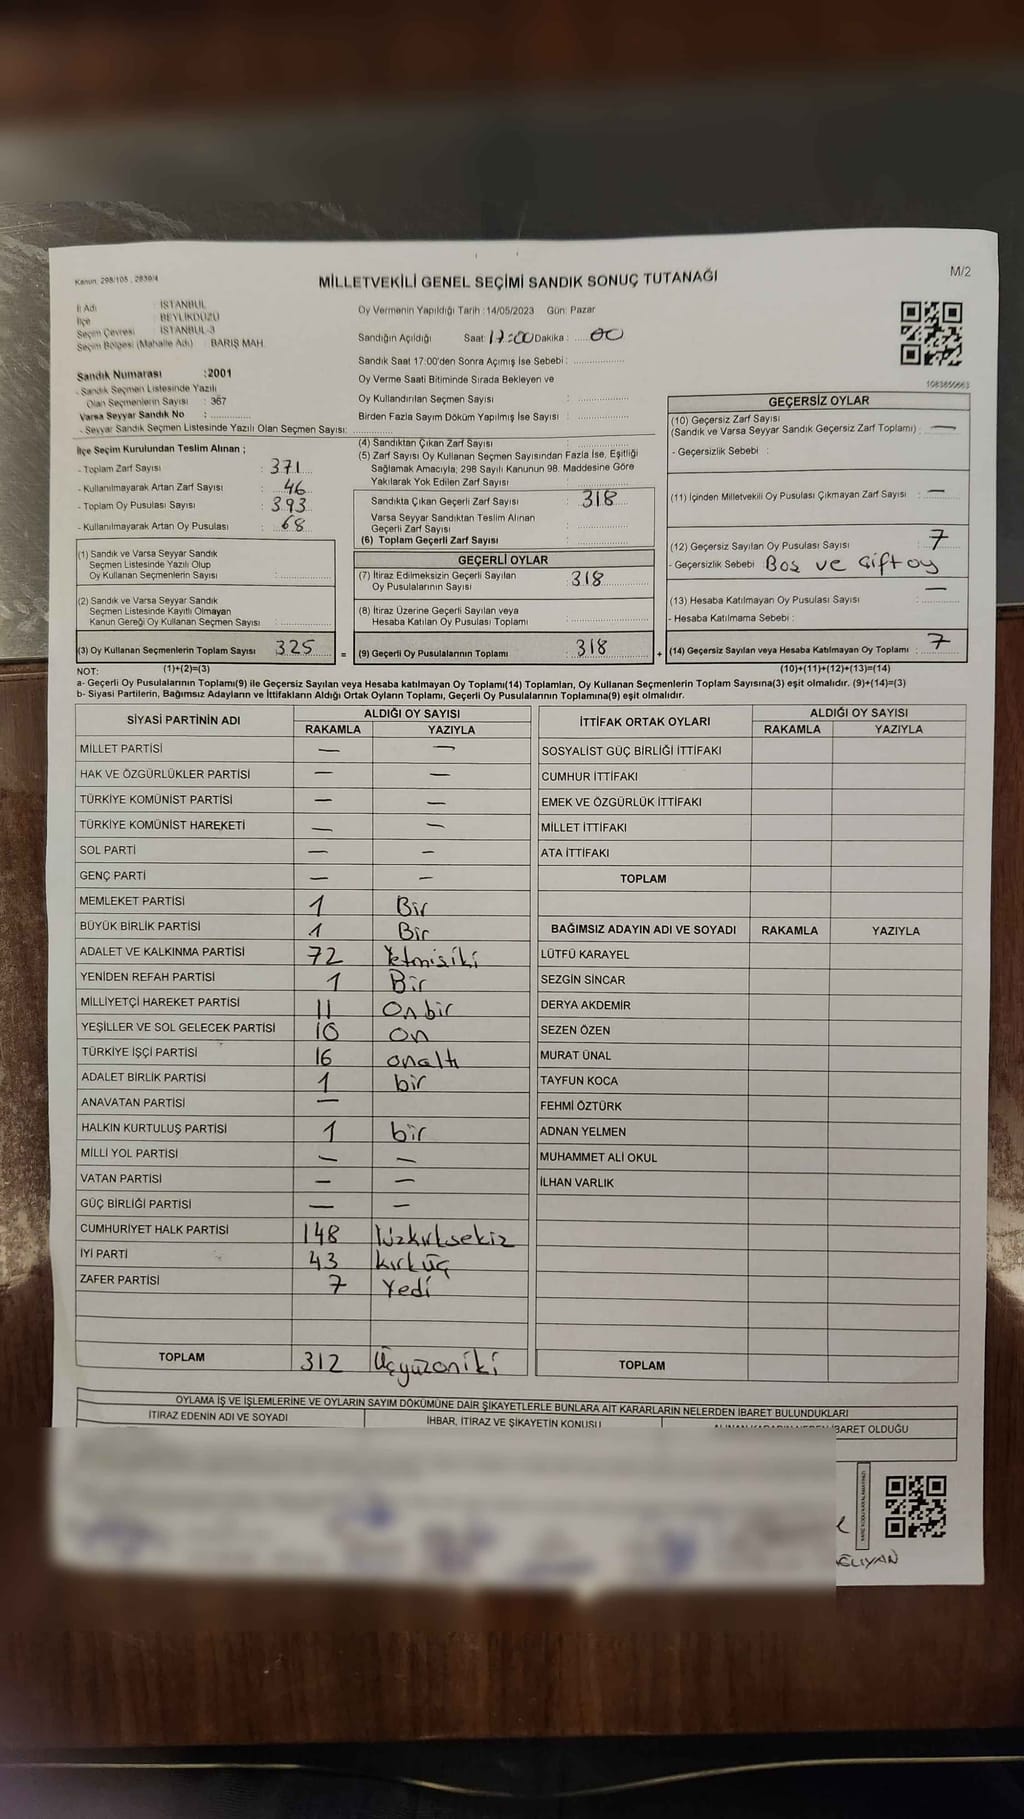 Kanun: 298/105, 2839/4
MİLLETVEKİLİ GENEL SEÇİMİ SANDIK SONUÇ TUTANAĞI
M/2
İl Adı : İSTANBUL
İlçe : BEYLİKDÜZÜ
Seçim Çevresi : İSTANBUL-3
Seçim Bölgesi (Mahalle Adı) : BARIŞ MAH.
Sandık Numarası :2001
- Sandık Seçmen Listesinde Yazılı
Olan Seçmenlerin Sayısı : 367
Varsa Seyyar Sandık No :
- Seyyar Sandık Seçmen Listesinde Yazılı Olan Seçmen Sayısı:
Oy Vermenin Yapıldığı Tarih :14/05/2023 Gün: Pazar
Sandığın Açıldığı Saat: 17:00 Dakika : 00
Sandık Saat 17:00'den Sonra Açımış İse Sebebi :
Oy Verme Saati Bitiminde Sırada Bekleyen ve
Oy Kullandırılan Seçmen Sayısı :
Birden Fazla Sayım Döküm Yapılmış İse Sayısı :
1083850663
İlçe Seçim Kurulundan Teslim Alınan ;
- Toplam Zarf Sayısı : 371
- Kullanılmayarak Artan Zarf Sayısı : 46
- Toplam Oy Pusulası Sayısı : 393
- Kullanılmayarak Artan Oy Pusulası : 68
(1) Sandık ve Varsa Seyyar Sandık
Seçmen Listesinde Yazılı Olup
Oy Kullanan Seçmenlerin Sayısı :
(2) Sandık ve Varsa Seyyar Sandık
Seçmen Listesinde Kayıtlı Olmayan
Kanun Gereği Oy Kullanan Seçmen Sayısı :
(3) Oy Kullanan Seçmenlerin Toplam Sayısı : 325 =
(4) Sandıktan Çıkan Zarf Sayısı :
(5) Zarf Sayısı Oy Kullanan Seçmen Sayısından Fazla İse, Eşitliği
Sağlamak Amacıyla; 298 Sayılı Kanunun 98. Maddesine Göre
Yakılarak Yok Edilen Zarf Sayısı :
Sandıkta Çıkan Geçerli Zarf Sayısı : 318
Varsa Seyyar Sandıktan Teslim Alınan
Geçerli Zarf Sayısı :
(6) Toplam Geçerli Zarf Sayısı :
GEÇERLİ OYLAR
(7) İtiraz Edilmeksizin Geçerli Sayılan : 318
Oy Pusulalarının Sayısı
(8) İtiraz Üzerine Geçerli Sayılan veya
Hesaba Katılan Oy Pusulası Toplamı :
(9) Geçerli Oy Pusulalarının Toplamı : 318 +
GEÇERSİZ OYLAR
(10) Geçersiz Zarf Sayısı
(Sandık ve Varsa Seyyar Sandık Geçersiz Zarf Toplamı) : —
- Geçersizlik Sebebi :
(11) İçinden Milletvekili Oy Pusulası Çıkmayan Zarf Sayısı : —
(12) Geçersiz Sayılan Oy Pusulası Sayısı : 7
- Geçersizlik Sebebi : Boş ve Çift oy
(13) Hesaba Katılmayan Oy Pusulası Sayısı : —
- Hesaba Katılmama Sebebi :
(14) Geçersiz Sayılan veya Hesaba Katılmayan Oy Toplamı : 7
NOT: (1)+(2)=(3) (10)+(11)+(12)+(13)=(14)
a- Geçerli Oy Pusulasının Toplamı(9) ile Geçersiz Sayılan veya Hesaba katılmayan Oy Toplamı(14) Toplamları, Oy Kullanan Seçmenlerin Toplam Sayısına(3) eşit olmalıdır. (9)+(14)=(3)
b- Siyasi Partilerin, Bağımsız Adayların ve İttifakların Aldığı Ortak Oyların Toplamı, Geçerli Oy Pusulalarının Toplamına(9) eşit olmalıdır.
SİYASİ PARTİNİN ADI ALDIĞI OY SAYISI
RAKAMLA YAZIYLA
MİLLET PARTİSİ — —
HAK VE ÖZGÜRLÜKLER PARTİSİ — —
TÜRKİYE KOMÜNİST PARTİSİ — —
TÜRKİYE KOMÜNİST HAREKETİ — —
SOL PARTİ — —
GENÇ PARTİ — —
MEMLEKET PARTİSİ 1 Bir
BÜYÜK BİRLİK PARTİSİ 1 Bir
ADALET VE KALKINMA PARTİSİ 72 Yetmişiki
YENİDEN REFAH PARTİSİ 1 Bir
MİLLİYETÇİ HAREKET PARTİSİ 11 Onbir
YEŞİLLER VE SOL GELECEK PARTİSİ 10 On
TÜRKİYE İŞÇİ PARTİSİ 16 onaltı
ADALET BİRLİK PARTİSİ 1 bir
ANAVATAN PARTİSİ —
HALKIN KURTULUŞ PARTİSİ 1 bir
MİLLİ YOL PARTİSİ — —
VATAN PARTİSİ — —
GÜÇ BİRLİĞİ PARTİSİ — —
CUMHURİYET HALK PARTİSİ 148 Yüzkırksekiz
İYİ PARTİ 43 kırküç
ZAFER PARTİSİ 7 Yedi
TOPLAM 312 Üçyüzoniki
İTTİFAK ORTAK OYLARI ALDIĞI OY SAYISI
RAKAMLA YAZIYLA
SOSYALİST GÜÇ BİRLİĞİ İTTİFAKI
CUMHUR İTTİFAKI
EMEK VE ÖZGÜRLÜK İTTİFAKI
MİLLET İTTİFAKI
ATA İTTİFAKI
TOPLAM
BAĞIMSIZ ADAYIN ADI VE SOYADI RAKAMLA YAZIYLA
LÜTFÜ KARAYEL
SEZGİN SİNCAR
DERYA AKDEMİR
SEZEN ÖZEN
MURAT ÜNAL
TAYFUN KOCA
FEHMİ ÖZTÜRK
ADNAN YELMEN
MUHAMMET ALİ OKUL
İLHAN VARLIK
TOPLAM
OYLAMA İŞ VE İŞLEMLERİNE VE OYLARIN SAYIM DÖKÜMÜNE DAİR ŞİKAYETLERLE BUNLARA AİT KARARLARIN NELERDEN İBARET BULUNDUKLARI
İTİRAZ EDENİN ADI VE SOYADI İHBAR, İTİRAZ VE ŞİKAYETİN KONUSU İBARET OLDUĞU